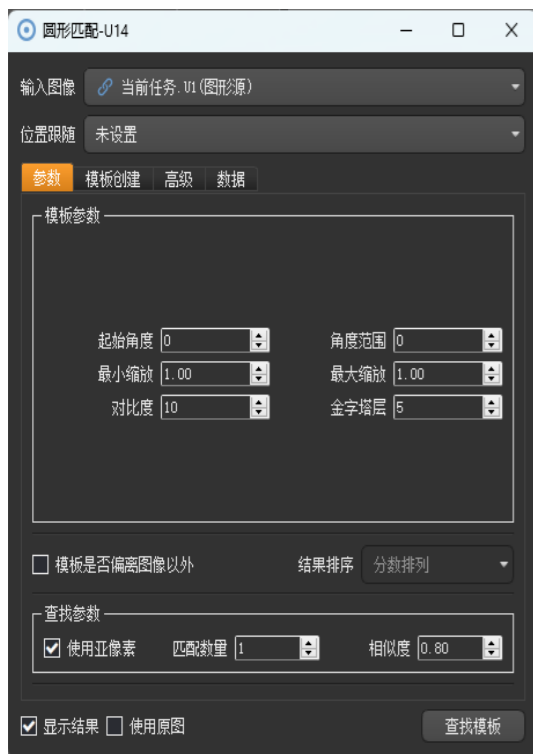 圆形匹配-U14
输入图像 当前任务.U1(图形源)
位置跟随 未设置
参数 模板创建 高级 数据
模板参数
起始角度 0 角度范围 0
最小缩放 1.00 最大缩放 1.00
对比度 10 金字塔层 5
模板是否偏离图像以外 结果排序 分数排列
查找参数
使用亚像素 匹配数量 1 相似度 0.80
显示结果 使用原图 查找模板